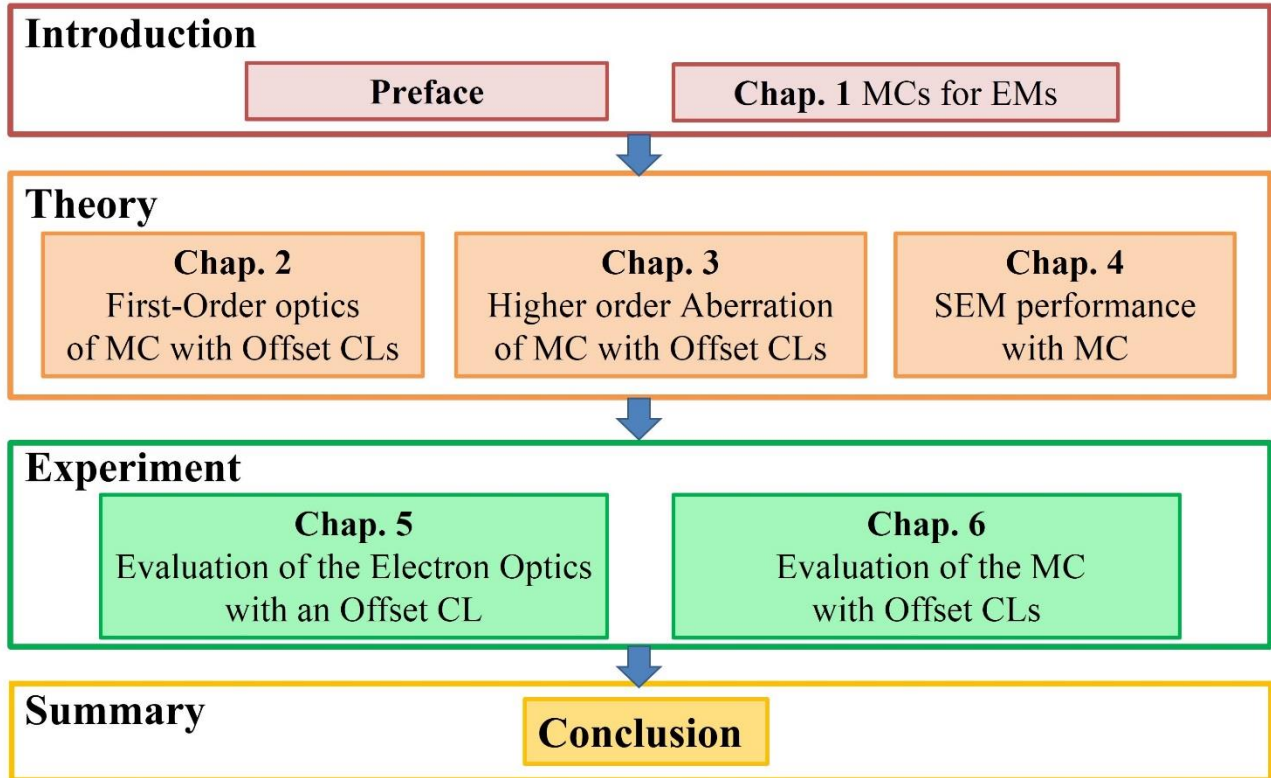 Introduction
Preface
Chap. 1 MCs for EMs
Theory
Chap. 2
First-Order optics
of MC with Offset CLs
Chap. 3
Higher order Aberration
of MC with Offset CLs
Chap. 4
SEM performance
with MC
Experiment
Chap. 5
Evaluation of the Electron Optics
with an Offset CL
Chap. 6
Evaluation of the MC
with Offset CLs
Summary
Conclusion